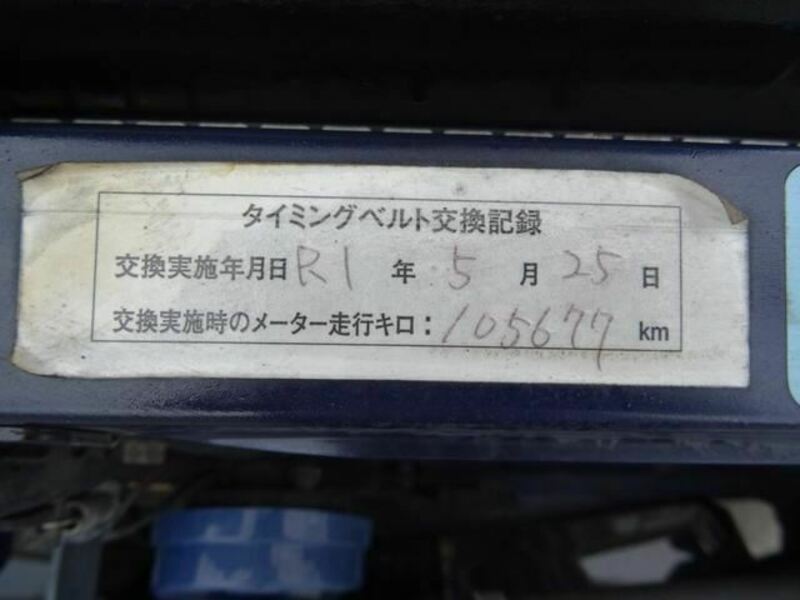 タイミングベルト交換記録
交換実施年月日 R1 年 5 月 25 日
交換実施時のメーター走行キロ：105677 km